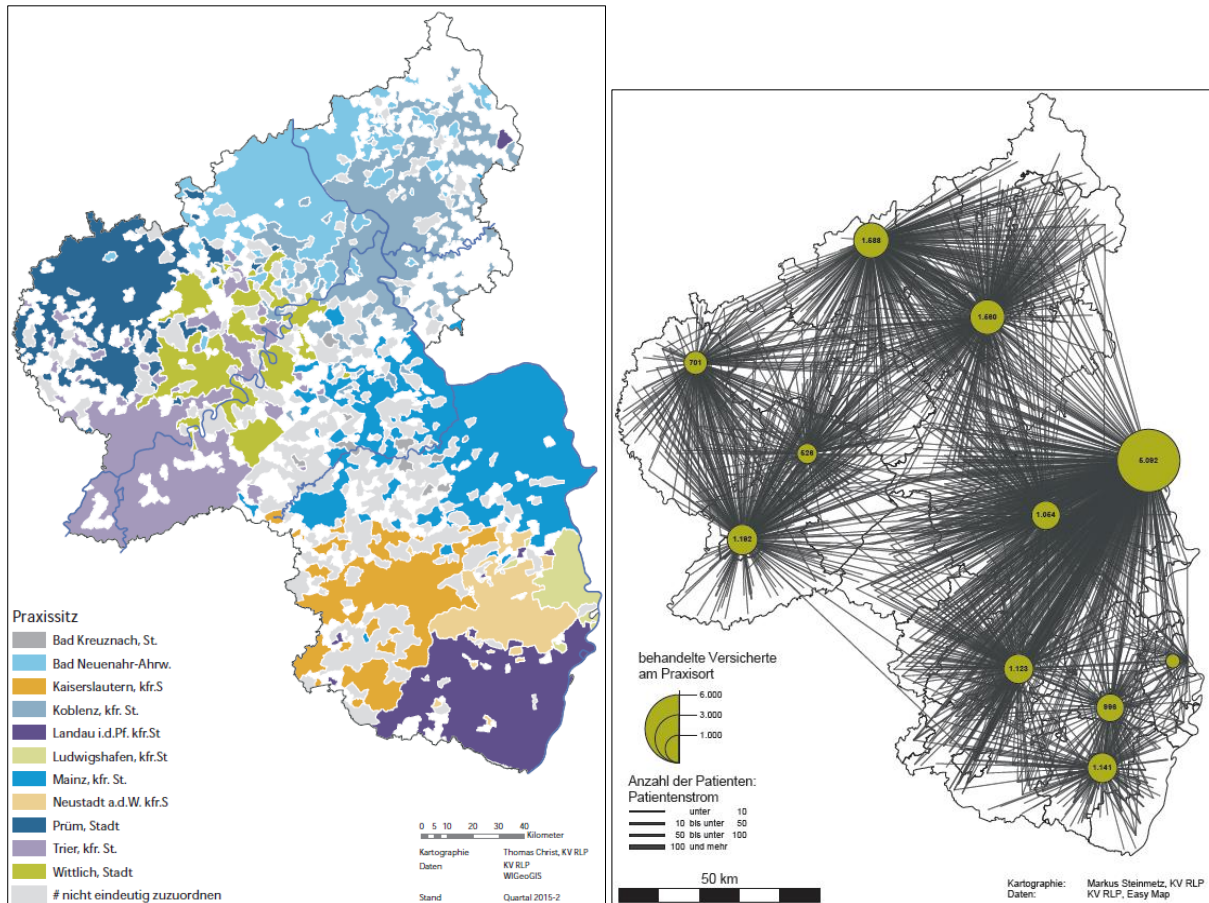 Praxissitz
Bad Kreuznach, St.
Bad Neuenahr-Ahrw.
Kaiserslautern, kfr.S
Koblenz, kfr. St.
Landau i.d.Pf. kfr.St
Ludwigshafen, kfr.St
Mainz, kfr. St.
Neustadt a.d.W. kfr.S
Prüm, Stadt
Trier, kfr. St.
Wittlich, Stadt
# nicht eindeutig zuzuordnen
0 5 10 20 30 40
Kilometer
Kartographie Thomas Christ, KV RLP
Daten KV RLP
WIGeoGIS
Stand Quartal 2015-2
1.588
1.580
701
528
5.092
1.064
1.192
1.123
996
1.141
behandelte Versicherte
am Praxisort
6.000
3.000
1.000
Anzahl der Patienten:
Patientenstrom
unter 10
10 bis unter 50
50 bis unter 100
100 und mehr
50 km
Kartographie: Markus Steinmetz, KV RLP
Daten: KV RLP, Easy Map